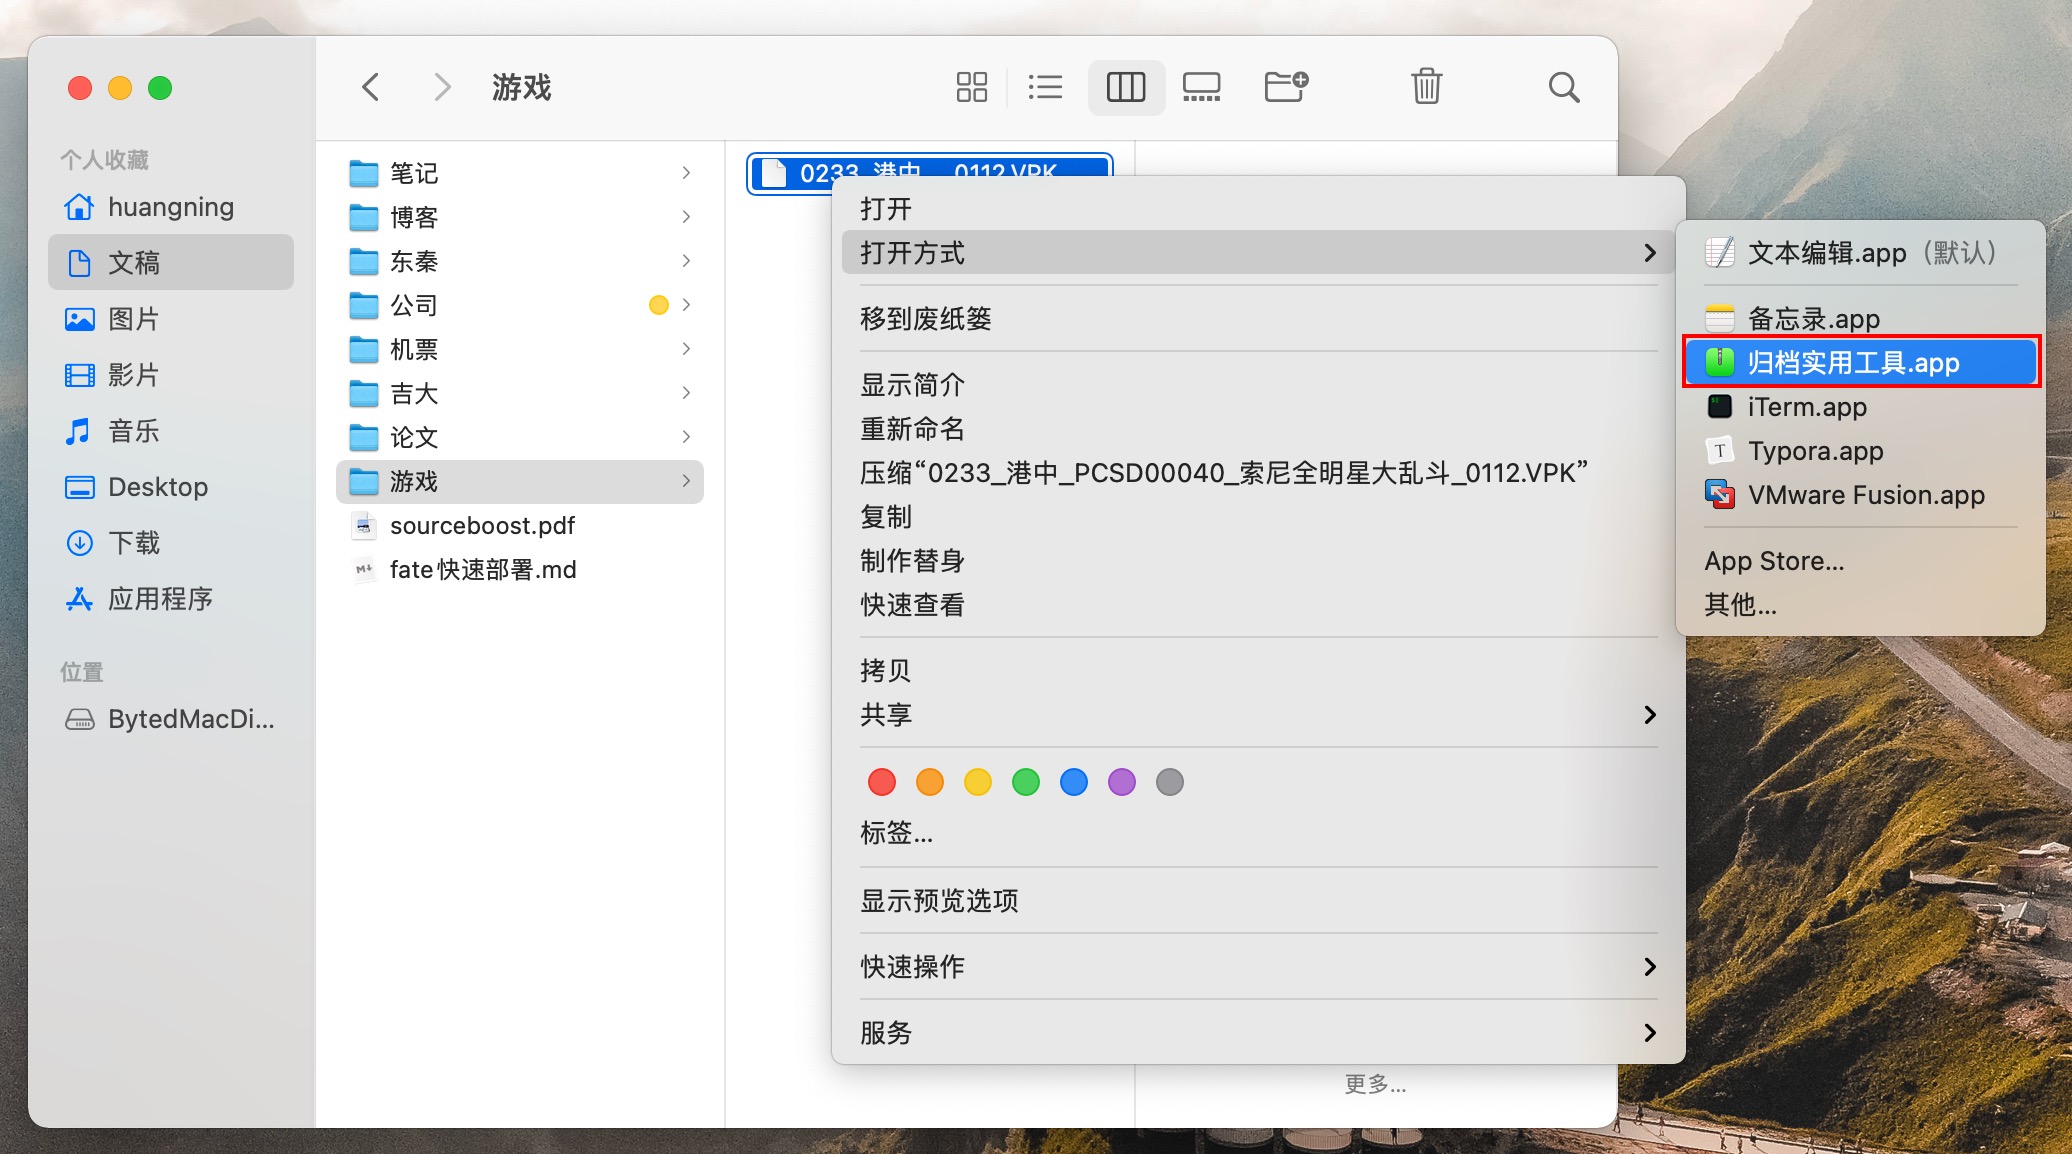 游戏
个人收藏
huangning
文稿
图片
影片
音乐
Desktop
下载
应用程序
位置
BytedMacDi...
笔记
博客
东秦
公司
机票
吉大
论文
游戏
sourceboost.pdf
fate快速部署.md
0233_港中_...0112.VPK
打开
打开方式
移到废纸篓
显示简介
重新命名
压缩“0233_港中_PCSD00040_索尼全明星大乱斗_0112.VPK”
复制
制作替身
快速查看
拷贝
共享
标签...
显示预览选项
快速操作
服务
文本编辑.app（默认）
备忘录.app
归档实用工具.app
iTerm.app
Typora.app
VMware Fusion.app
App Store...
其他...
更多...